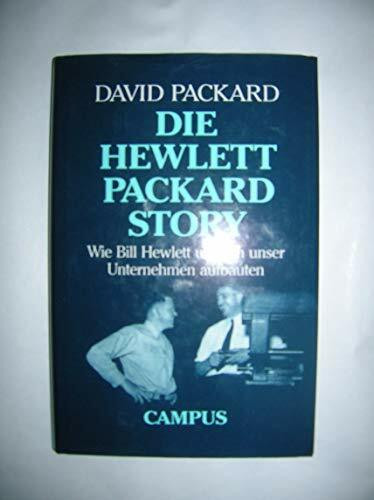 DAVID PACKARD
DIE
HEWLETT
PACKARD
STORY
Wie Bill Hewlett unser
Unternehmen aufbauten
CAMPUS